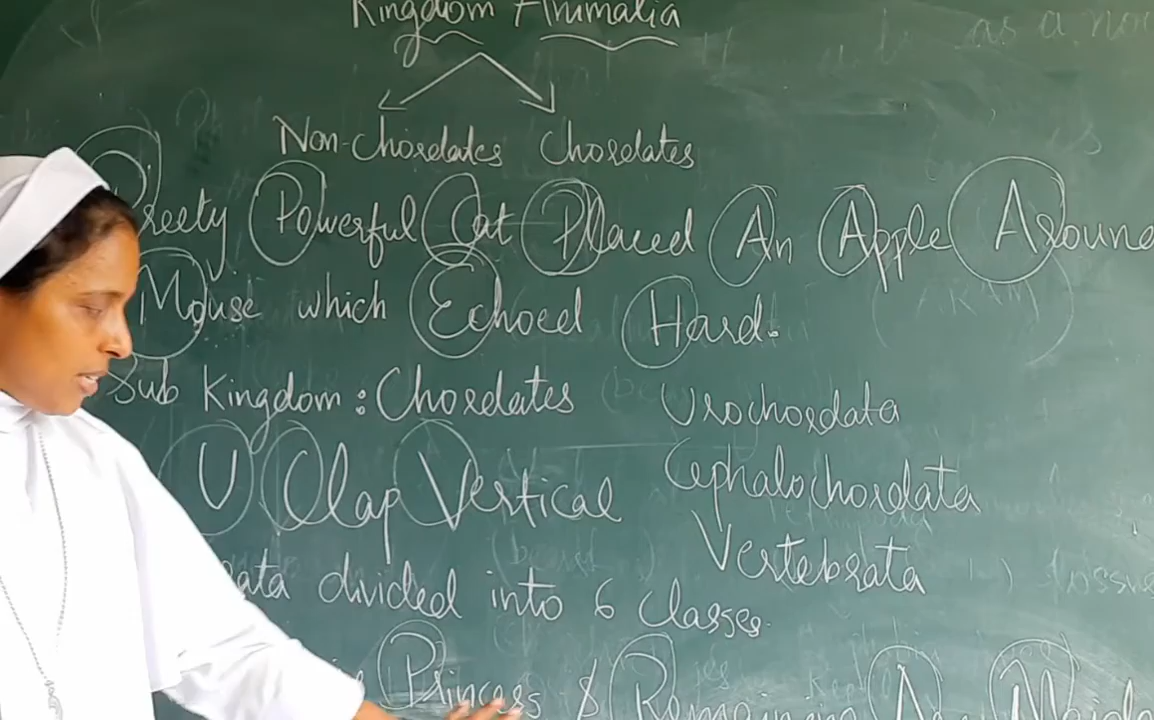 Kingdom Animalia
Non-Chordates Chordates
Preety Powerful Cat Placed An Apple Around
Mouse which Echoed Hard.
Sub Kingdom: Chordates
Urochordata
U Clap Vertical
Cephalochordata
Vertebrata
ata divided into 6 Classes.
Princess & Remaining A Maid